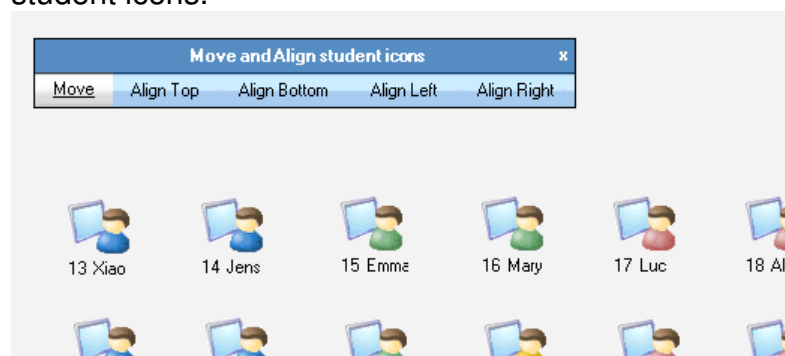 student icons.
Move and Align student icons x
Move Align Top Align Bottom Align Left Align Right
13 Xiao 14 Jens 15 Emma 16 Mary 17 Luc 18 Al